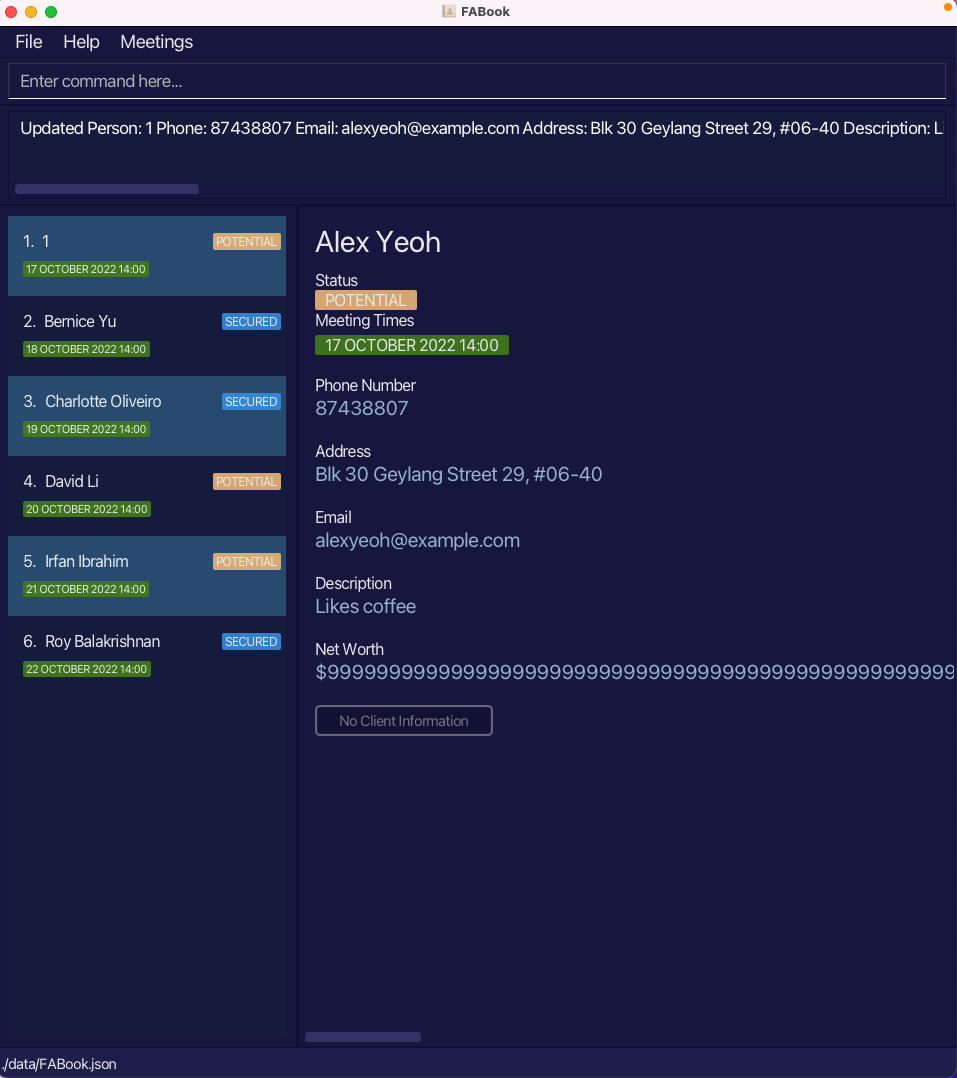 FABook
File Help Meetings
Enter command here...
Updated Person: 1 Phone: 87438807 Email: alexyeoh@example.com Address: Blk 30 Geylang Street 29, #06-40 Description: L
1. 1 POTENTIAL
17 OCTOBER 2022 14:00
2. Bernice Yu SECURED
18 OCTOBER 2022 14:00
3. Charlotte Oliveiro SECURED
19 OCTOBER 2022 14:00
4. David Li POTENTIAL
20 OCTOBER 2022 14:00
5. Irfan Ibrahim POTENTIAL
21 OCTOBER 2022 14:00
6. Roy Balakrishnan SECURED
22 OCTOBER 2022 14:00
Alex Yeoh
Status
POTENTIAL
Meeting Times
17 OCTOBER 2022 14:00
Phone Number
87438807
Address
Blk 30 Geylang Street 29, #06-40
Email
alexyeoh@example.com
Description
Likes coffee
Net Worth
$999999999999999999999999999999999999999999999999999
No Client Information
./data/FABook.json